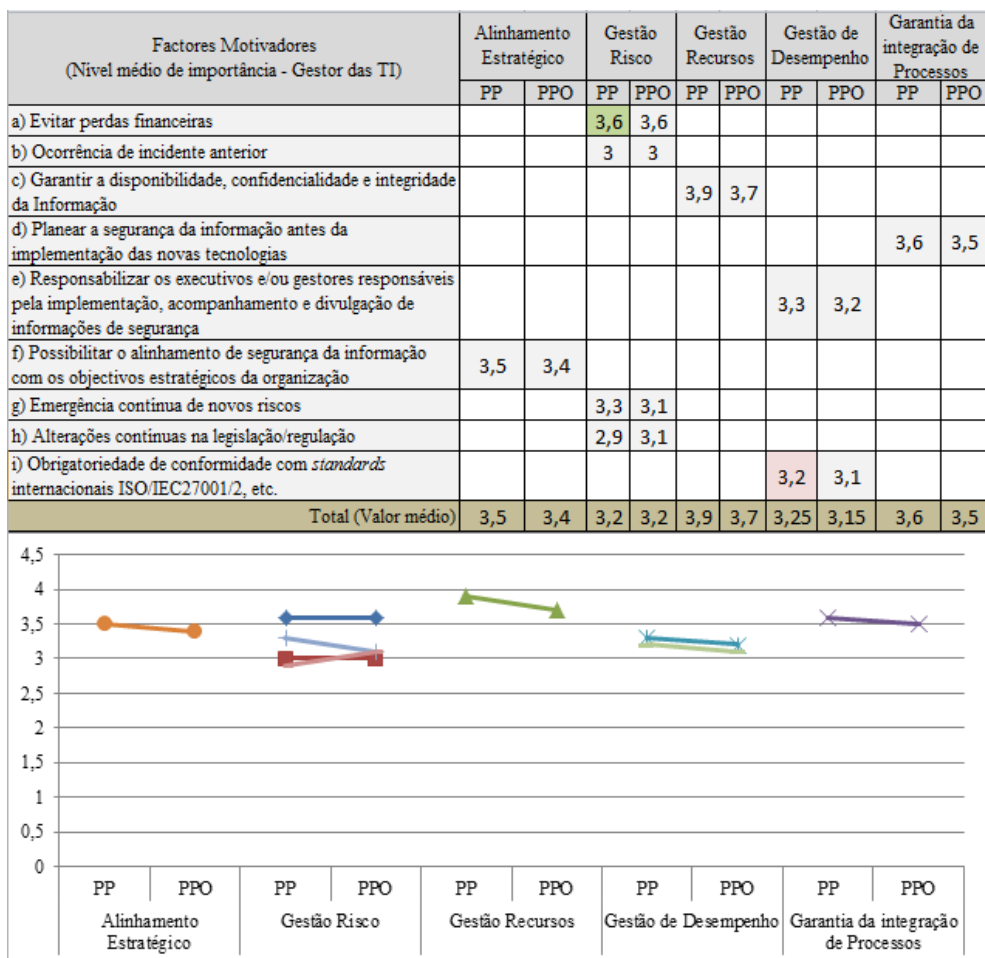 Factores Motivadores
(Nível médio de importância - Gestor das TI)
Alinhamento
Estratégico
Gestão
Risco
Gestão
Recursos
Gestão de
Desempenho
Garantia da
integração de
Processos
PP PPO PP PPO PP PPO PP PPO PP PPO
a) Evitar perdas financeiras 3,6 3,6
b) Ocorrência de incidente anterior 3 3
c) Garantir a disponibilidade, confidencialidade e integridade
da Informação
3,9 3,7
d) Planear a segurança da informação antes da
implementação das novas tecnologias
3,6 3,5
e) Responsabilizar os executivos e/ou gestores responsáveis
pela implementação, acompanhamento e divulgação de
informações de segurança
3,3 3,2
f) Possibilitar o alinhamento de segurança da informação
com os objectivos estratégicos da organização
3,5 3,4
g) Emergência contínua de novos riscos 3,3 3,1
h) Alterações contínuas na legislação/regulação 2,9 3,1
i) Obrigatoriedade de conformidade com standards
internacionais ISO/IEC27001/2, etc.
3,2 3,1
Total (Valor médio) 3,5 3,4 3,2 3,2 3,9 3,7 3,25 3,15 3,6 3,5
4,5
4
3,5
3
2,5
2
1,5
1
0,5
0
PP PPO PP PPO PP PPO PP PPO PP PPO
Alinhamento
Estratégico
Gestão Risco
Gestão Recursos
Gestão de Desempenho
Garantia da integração
de Processos